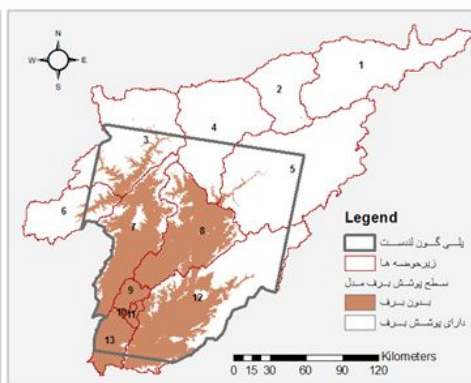 N
W E
S
1
2
3
4
5
6
7
8
9
10 11
12
13
Legend
پلی گون لندست
زیرحوضه ها
سطح پوشش برف مدل
بدون برف
دارای پوشش برف
Kilometers
0 15 30 60 90 120